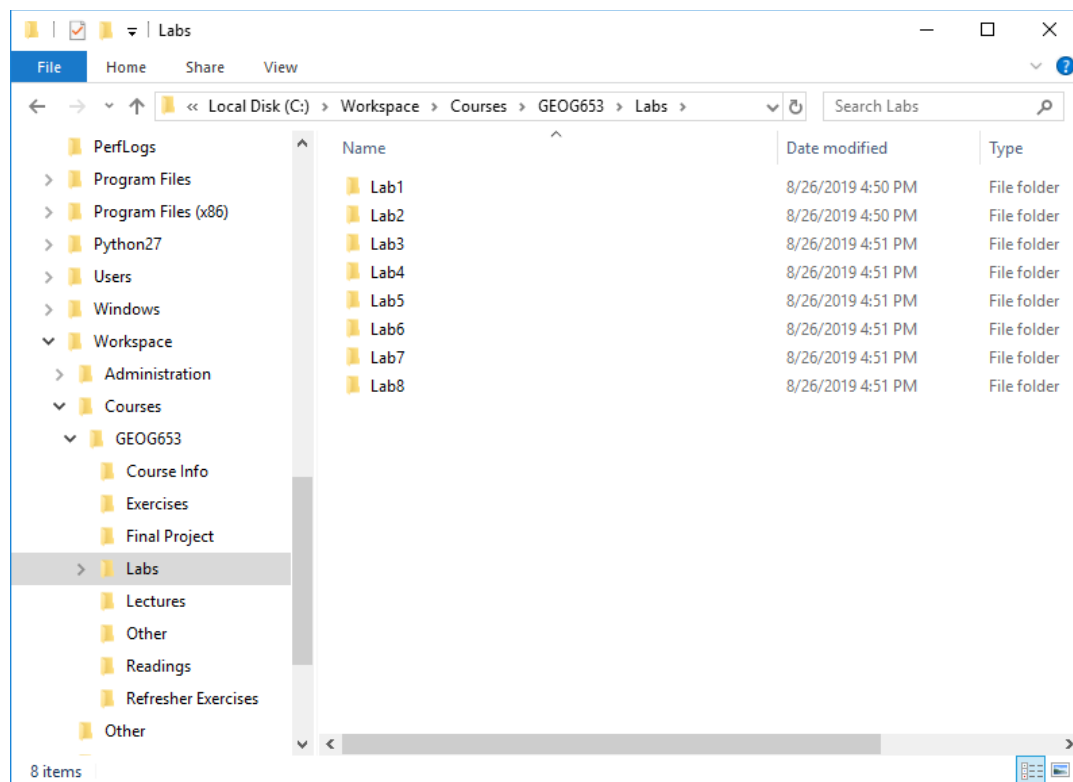 Labs
File Home Share View
« Local Disk (C:) > Workspace > Courses > GEOG653 > Labs >
Search Labs
PerfLogs
Program Files
Program Files (x86)
Python27
Users
Windows
Workspace
Administration
Courses
GEOG653
Course Info
Exercises
Final Project
Labs
Lectures
Other
Readings
Refresher Exercises
Other
Name Date modified Type
Lab1 8/26/2019 4:50 PM File folder
Lab2 8/26/2019 4:50 PM File folder
Lab3 8/26/2019 4:51 PM File folder
Lab4 8/26/2019 4:51 PM File folder
Lab5 8/26/2019 4:51 PM File folder
Lab6 8/26/2019 4:51 PM File folder
Lab7 8/26/2019 4:51 PM File folder
Lab8 8/26/2019 4:51 PM File folder
8 items